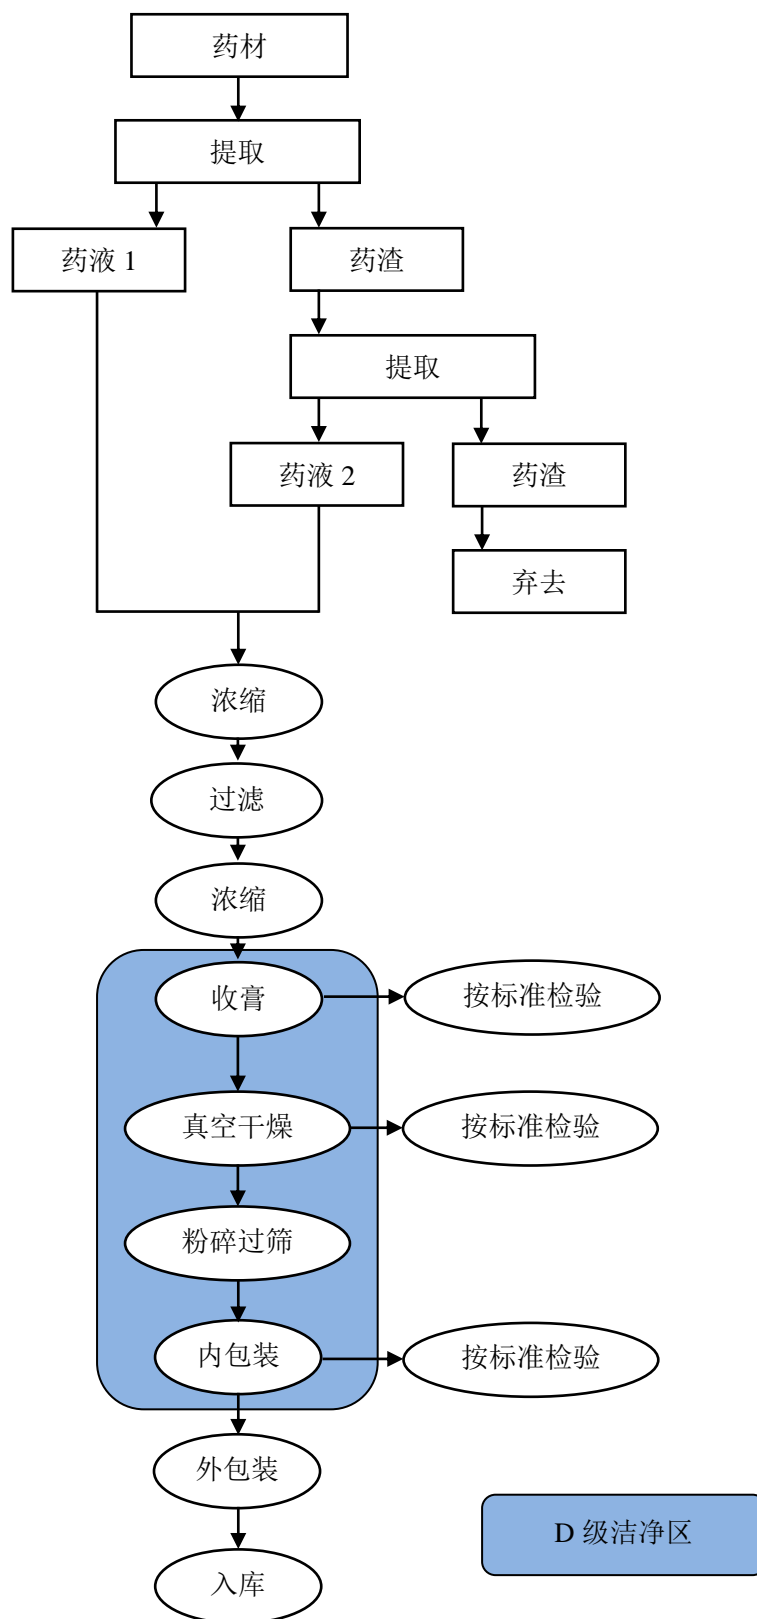 药材
提取
药液 1
药渣
提取
药液 2
药渣
弃去
浓缩
过滤
浓缩
收膏
按标准检验
真空干燥
按标准检验
粉碎过筛
内包装
按标准检验
外包装
D 级洁净区
入库